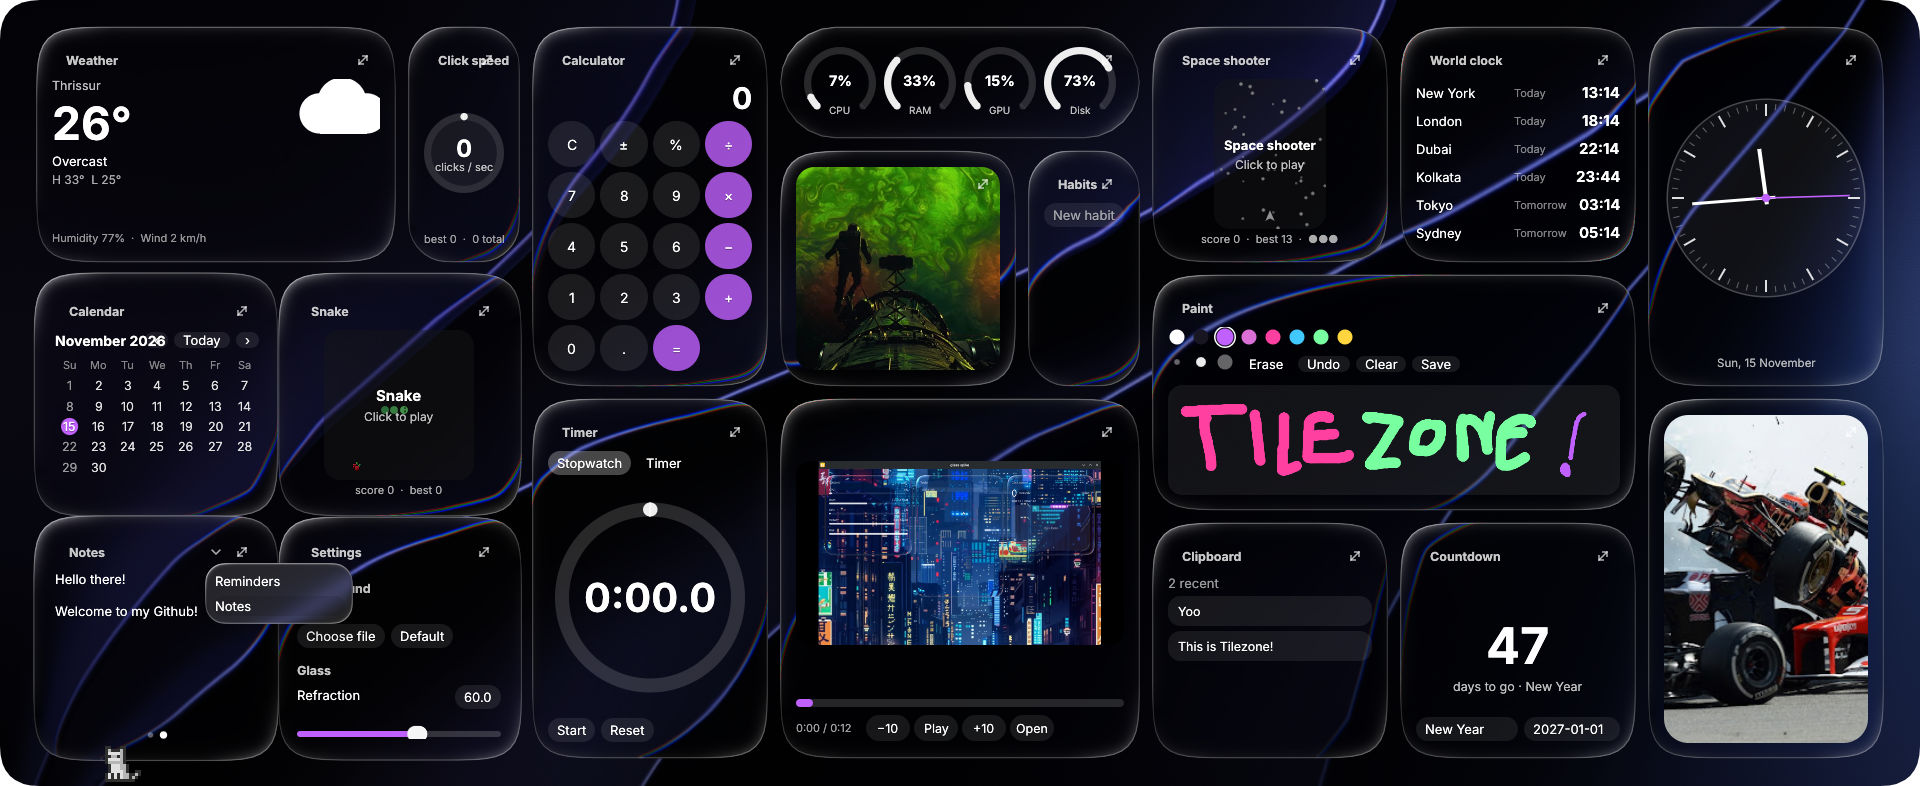 Weather
Thrissur
26°
Overcast
H 33° L 25°
Humidity 77% · Wind 2 km/h
Click speed
0
clicks / sec
best 0 · 0 total
Calculator
0
C ± % ÷
7 8 9 ×
4 5 6 −
1 2 3 +
0 . =
7% 33% 15% 73%
CPU RAM GPU Disk
Habits
New habit
Space shooter
Space shooter
Click to play
score 0 · best 13 ·
World clock
New York Today 13:14
London Today 18:14
Dubai Today 22:14
Kolkata Today 23:44
Tokyo Tomorrow 03:14
Sydney Tomorrow 05:14
Sun, 15 November
Calendar
November 2026 Today ›
Su Mo Tu We Th Fr Sa
1 2 3 4 5 6 7
8 9 10 11 12 13 14
15 16 17 18 19 20 21
22 23 24 25 26 27 28
29 30
Snake
Snake
Click to play
score 0 · best 0
Paint
Erase Undo Clear Save
TILEZONE!
Notes
Hello there!
Welcome to my Github!
Reminders
Notes
Settings
Choose file Default
Glass
Refraction 60.0
Timer
Stopwatch Timer
0:00.0
Start Reset
0:00 / 0:12 −10 Play +10 Open
Clipboard
2 recent
Yoo
This is Tilezone!
Countdown
47
days to go · New Year
New Year 2027-01-01